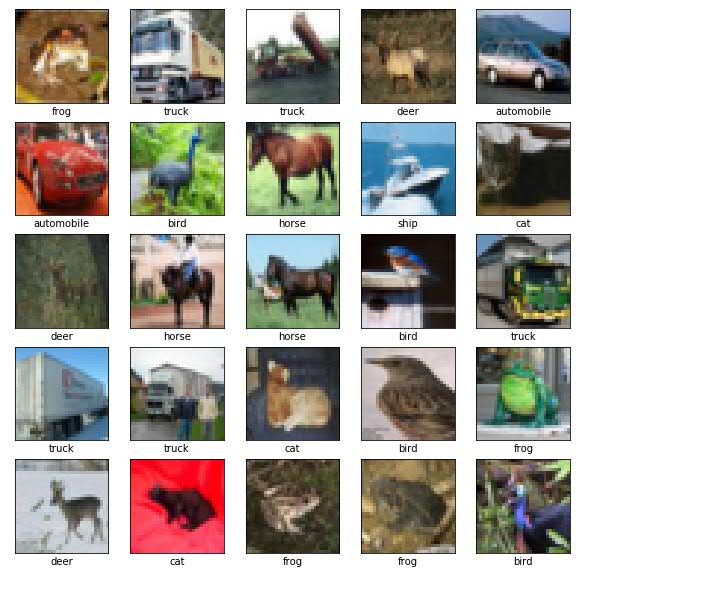 frog truck truck deer automobile
automobile bird horse ship cat
deer horse horse bird truck
truck truck cat bird frog
deer cat frog frog bird